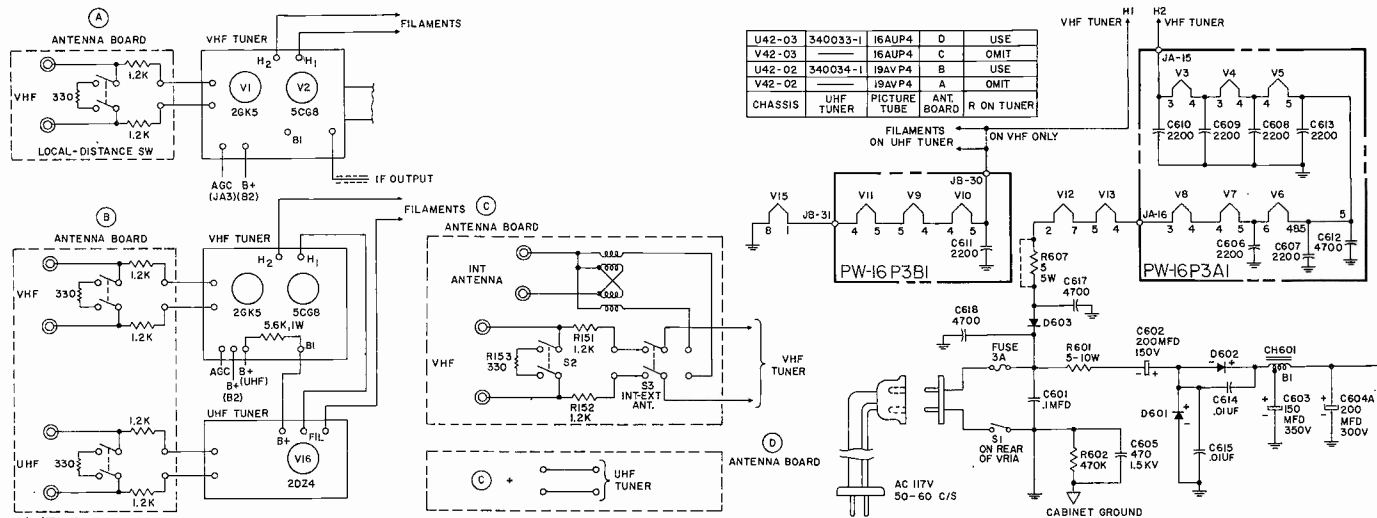 A
ANTENNA BOARD
1.2K
VHF
330
1.2K
LOCAL-DISTANCE SW
VHF TUNER
H2
H1
FILAMENTS
V1
V2
2GK5
5CG8
B1
AGC
(JA3)
B+
(B2)
IF OUTPUT
B
ANTENNA BOARD
1.2K
VHF
330
1.2K
VHF TUNER
H2
H1
FILAMENTS
2GK5
5CG8
5.6K, 1W
B1
AGC
B+
(B2)
B+
(UHF)
UHF TUNER
1.2K
UHF
330
1.2K
B+
FIL
V16
2DZ4
C
ANTENNA BOARD
INT
ANTENNA
VHF
R153
330
S2
R151
1.2K
R152
1.2K
S3
INT-EXT
ANT.
VHF
TUNER
D
ANTENNA BOARD
C +
UHF
TUNER
U42-03 340033-1 16AUP4 D USE
V42-03 —— 16AUP4 C OMIT
U42-02 340034-1 19AVP4 B USE
V42-02 —— 19AVP4 A OMIT
CHASSIS UHF TUNER PICTURE TUBE ANT. BOARD R ON TUNER
H1
VHF TUNER
H2
VHF TUNER
FILAMENTS
ON UHF TUNER
ON VHF ONLY
JA-15
V3
V4
V5
3 4
3 4
4 5
C610
2200
C609
2200
C608
2200
C613
2200
JB-30
V15
8 1
JB-31
V11
V9
V10
4 5
5 4
4 5
C611
2200
PW-16P3B1
V12
V13
2 7
5 4
JA-16
V8
V7
V6
3 4
4 5
6 4&5
5
C606
2200
C607
2200
C612
4700
PW-16P3A1
R607
5
5W
C617
4700
C618
4700
D603
FUSE
3A
R601
5-10W
C602
200MFD
150V
D602
CH601
B1
C601
.1MFD
D601
C614
.01UF
C615
.01UF
C603
150
MFD
350V
C604A
200
MFD
300V
S1
ON REAR
OF VR1A
R602
470K
C605
470
1.5KV
AC 117V
50-60 C/S
CABINET GROUND